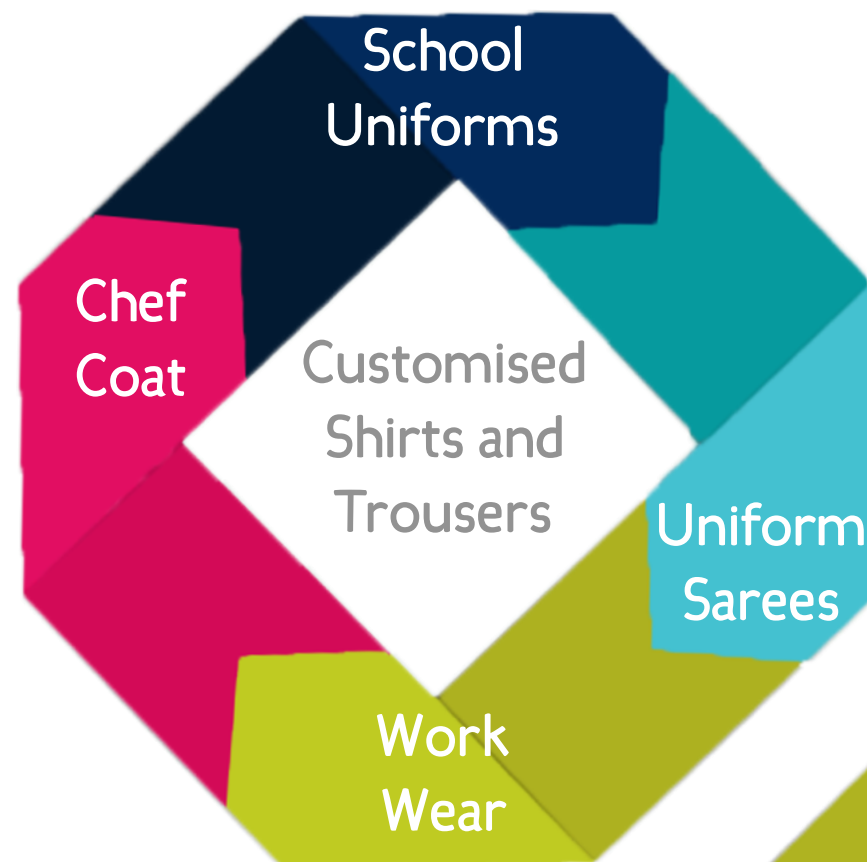 School
Uniforms
Chef
Coat
Customised
Shirts and
Trousers
Uniform
Sarees
Work
Wear